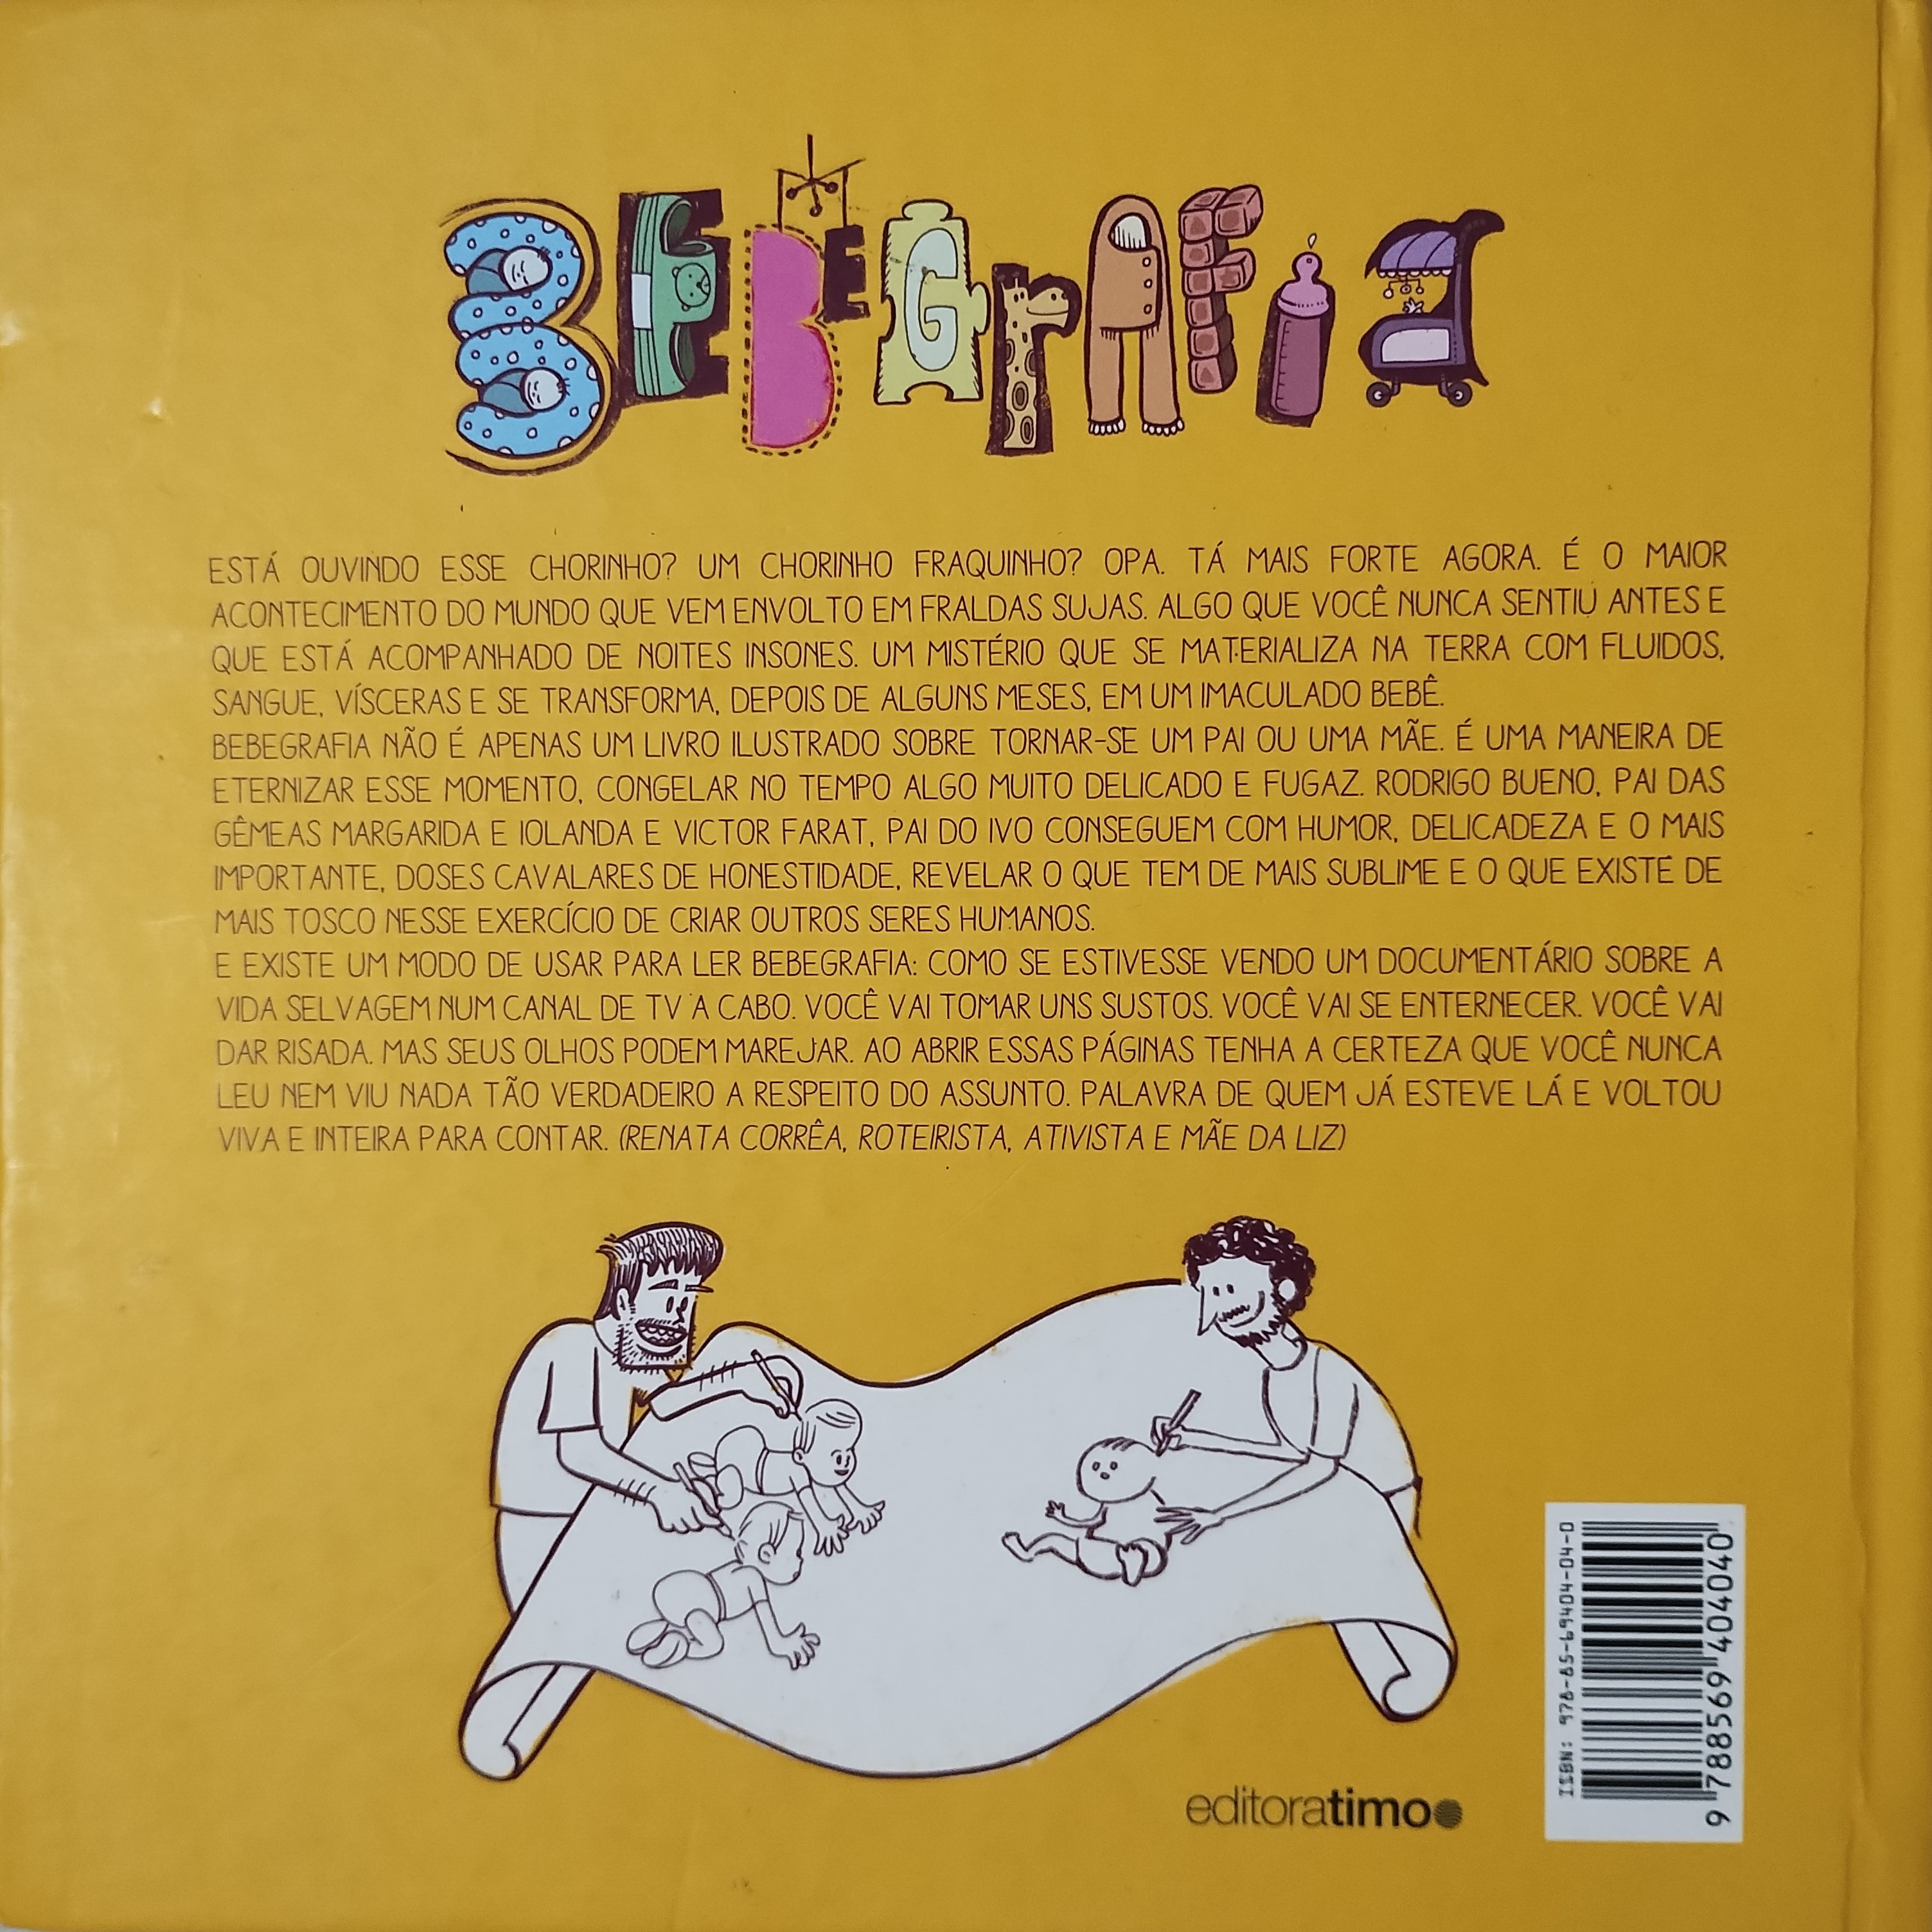 BEBEGRAFIA
ESTÁ OUVINDO ESSE CHORINHO? UM CHORINHO FRAQUINHO? OPA. TÁ MAIS FORTE AGORA. É O MAIOR
ACONTECIMENTO DO MUNDO QUE VEM ENVOLTO EM FRALDAS SUJAS. ALGO QUE VOCÊ NUNCA SENTIU ANTES E
QUE ESTÁ ACOMPANHADO DE NOITES INSONES. UM MISTÉRIO QUE SE MATERIALIZA NA TERRA COM FLUIDOS,
SANGUE, VÍSCERAS E SE TRANSFORMA, DEPOIS DE ALGUNS MESES, EM UM IMACULADO BEBÊ.
BEBEGRAFIA NÃO É APENAS UM LIVRO ILUSTRADO SOBRE TORNAR-SE UM PAI OU UMA MÃE. É UMA MANEIRA DE
ETERNIZAR ESSE MOMENTO, CONGELAR NO TEMPO ALGO MUITO DELICADO E FUGAZ. RODRIGO BUENO, PAI DAS
GÊMEAS MARGARIDA E IOLANDA E VICTOR FARAT, PAI DO IVO CONSEGUEM COM HUMOR, DELICADEZA E O MAIS
IMPORTANTE, DOSES CAVALARES DE HONESTIDADE, REVELAR O QUE TEM DE MAIS SUBLIME E O QUE EXISTE DE
MAIS TOSCO NESSE EXERCÍCIO DE CRIAR OUTROS SERES HUMANOS.
E EXISTE UM MODO DE USAR PARA LER BEBEGRAFIA: COMO SE ESTIVESSE VENDO UM DOCUMENTÁRIO SOBRE A
VIDA SELVAGEM NUM CANAL DE TV A CABO. VOCÊ VAI TOMAR UNS SUSTOS. VOCÊ VAI SE ENTERNECER. VOCÊ VAI
DAR RISADA. MAS SEUS OLHOS PODEM MAREJAR. AO ABRIR ESSAS PÁGINAS TENHA A CERTEZA QUE VOCÊ NUNCA
LEU NEM VIU NADA TÃO VERDADEIRO A RESPEITO DO ASSUNTO. PALAVRA DE QUEM JÁ ESTEVE LÁ E VOLTOU
VIVA E INTEIRA PARA CONTAR. (RENATA CORRÊA, ROTEIRISTA, ATIVISTA E MÃE DA LIZ)
editoratimo
ISBN: 978-85-69404-04-0
9 788569 404040